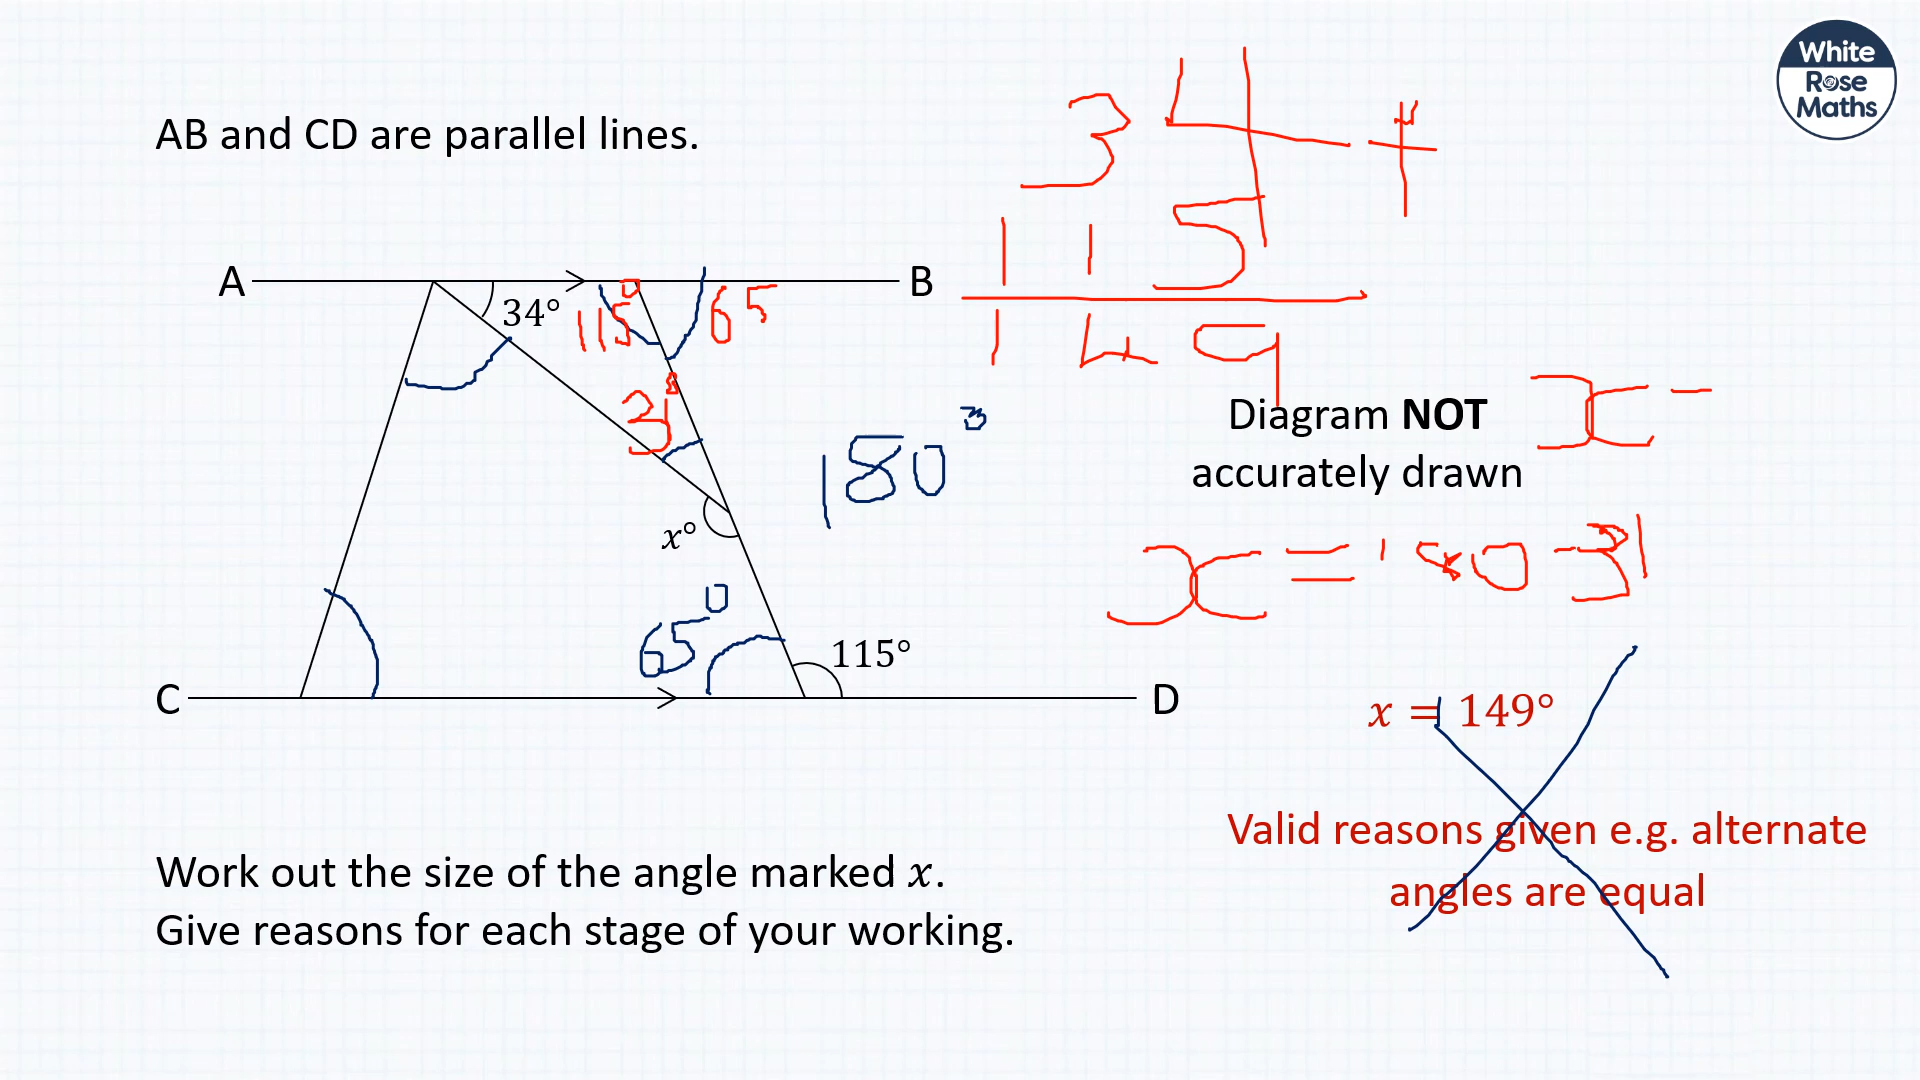 White
Rose
Maths
AB and CD are parallel lines.
34 +
115
149
A
B
34°
115°
65
31°
180°
Diagram NOT
accurately drawn
x =
x°
x = 180 - 31
65°
115°
C
D
x = 149°
Valid reasons given e.g. alternate
angles are equal
Work out the size of the angle marked x.
Give reasons for each stage of your working.